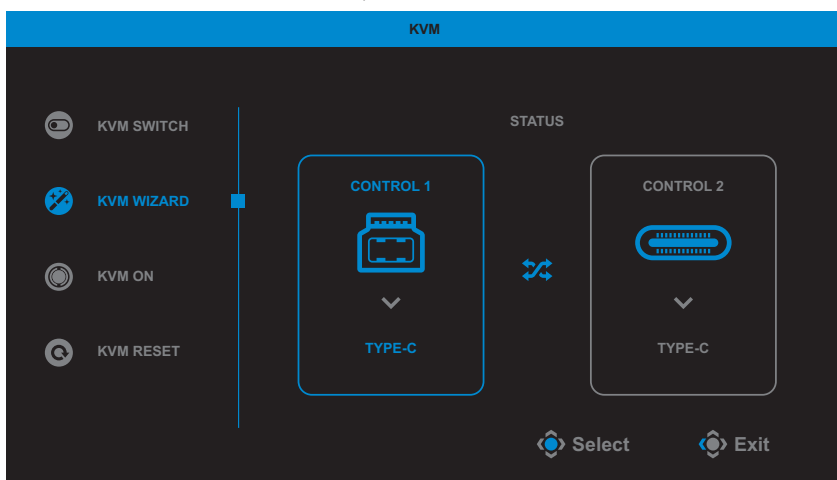 KVM
KVM SWITCH
KVM WIZARD
KVM ON
KVM RESET
STATUS
CONTROL 1
TYPE-C
CONTROL 2
TYPE-C
Select
Exit